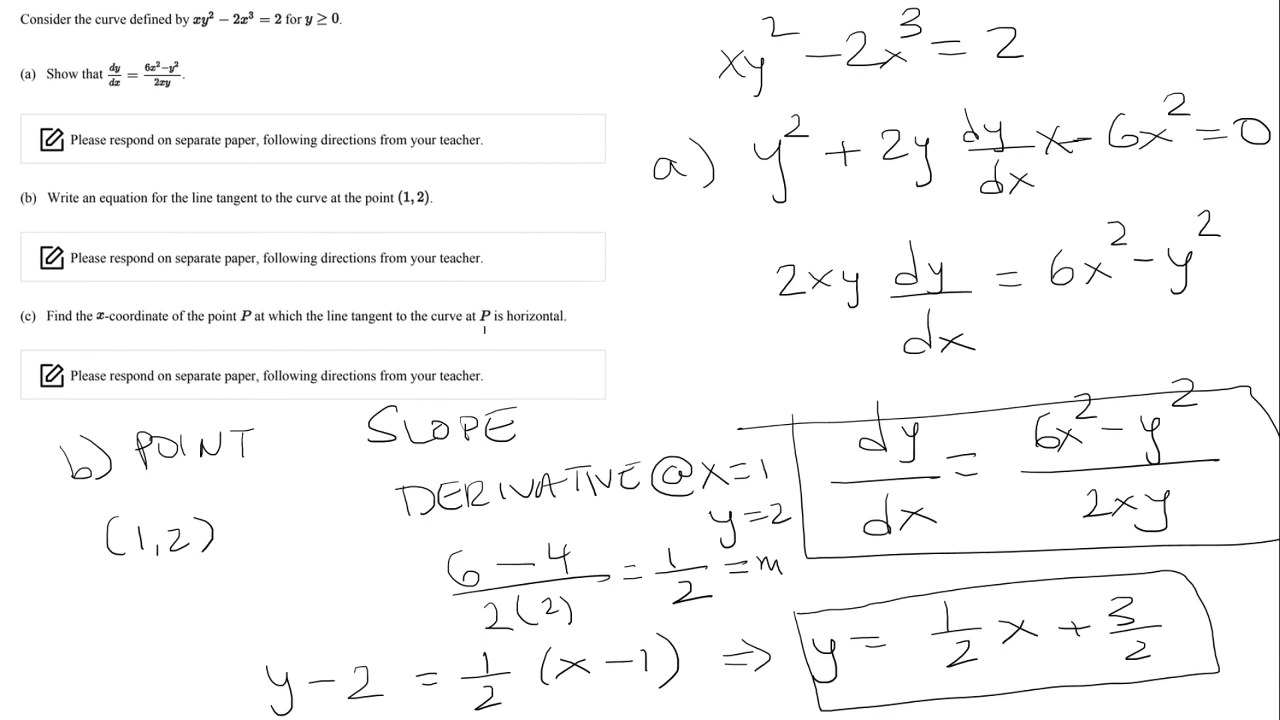 Consider the curve defined by xy² − 2x³ = 2 for y ≥ 0.
(a) Show that dy/dx = (6x²−y²)/(2xy).
Please respond on separate paper, following directions from your teacher.
(b) Write an equation for the line tangent to the curve at the point (1, 2).
Please respond on separate paper, following directions from your teacher.
(c) Find the x-coordinate of the point P at which the line tangent to the curve at P is horizontal.
Please respond on separate paper, following directions from your teacher.
xy² − 2x³ = 2
a) y² + 2y dy/dx x − 6x² = 0
2xy dy/dx = 6x² − y²
dy/dx = (6x² − y²)/(2xy)
b) POINT
(1,2)
SLOPE
DERIVATIVE @ x=1
y=2
(6 − 4)/(2(2)) = 1/2 = m
y − 2 = 1/2 (x − 1) ⇒ y = 1/2 x + 3/2